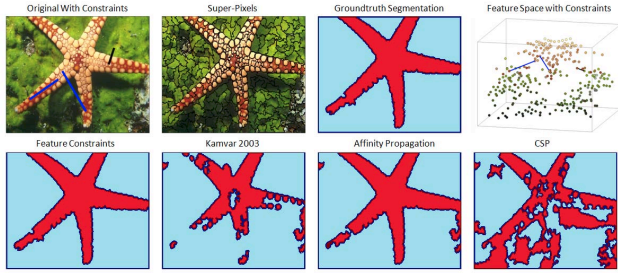 Original With Constraints
Super-Pixels
Groundtruth Segmentation
Feature Space with Constraints
Feature Constraints
Kamvar 2003
Affinity Propagation
CSP